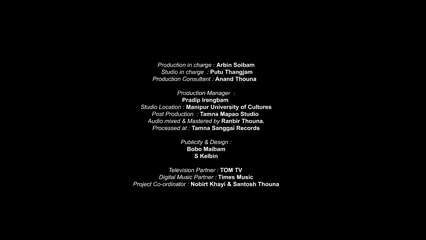 Production in charge : Arbin Soibam
Studio in charge : Putu Thangjam
Production Consultant : Anand Thouna
Production Manager :
Pradip Irengbam
Studio Location : Manipur University of Cultures
Post Production : Tamna Mapao Studio
Audio mixed & Mastered by Ranbir Thouna.
Processed at : Tamna Sanggai Records
Publicity & Design :
Bobo Maibam
S Kelbin
Television Partner : TOM TV
Digital Music Partner : Times Music
Project Co-ordinator : Nobirt Khayi & Santosh Thouna